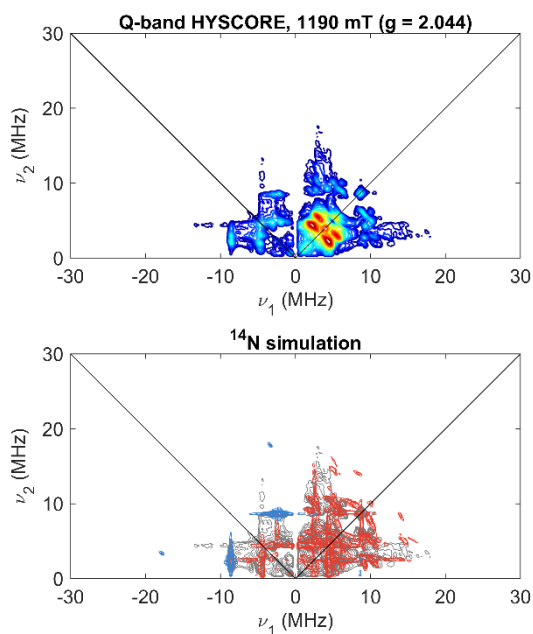 Q-band HYSCORE, 1190 mT (g = 2.044)
30
20
10
0
ν₂ (MHz)
-30 -20 -10 0 10 20 30
ν₁ (MHz)
¹⁴N simulation
30
20
10
0
ν₂ (MHz)
-30 -20 -10 0 10 20 30
ν₁ (MHz)